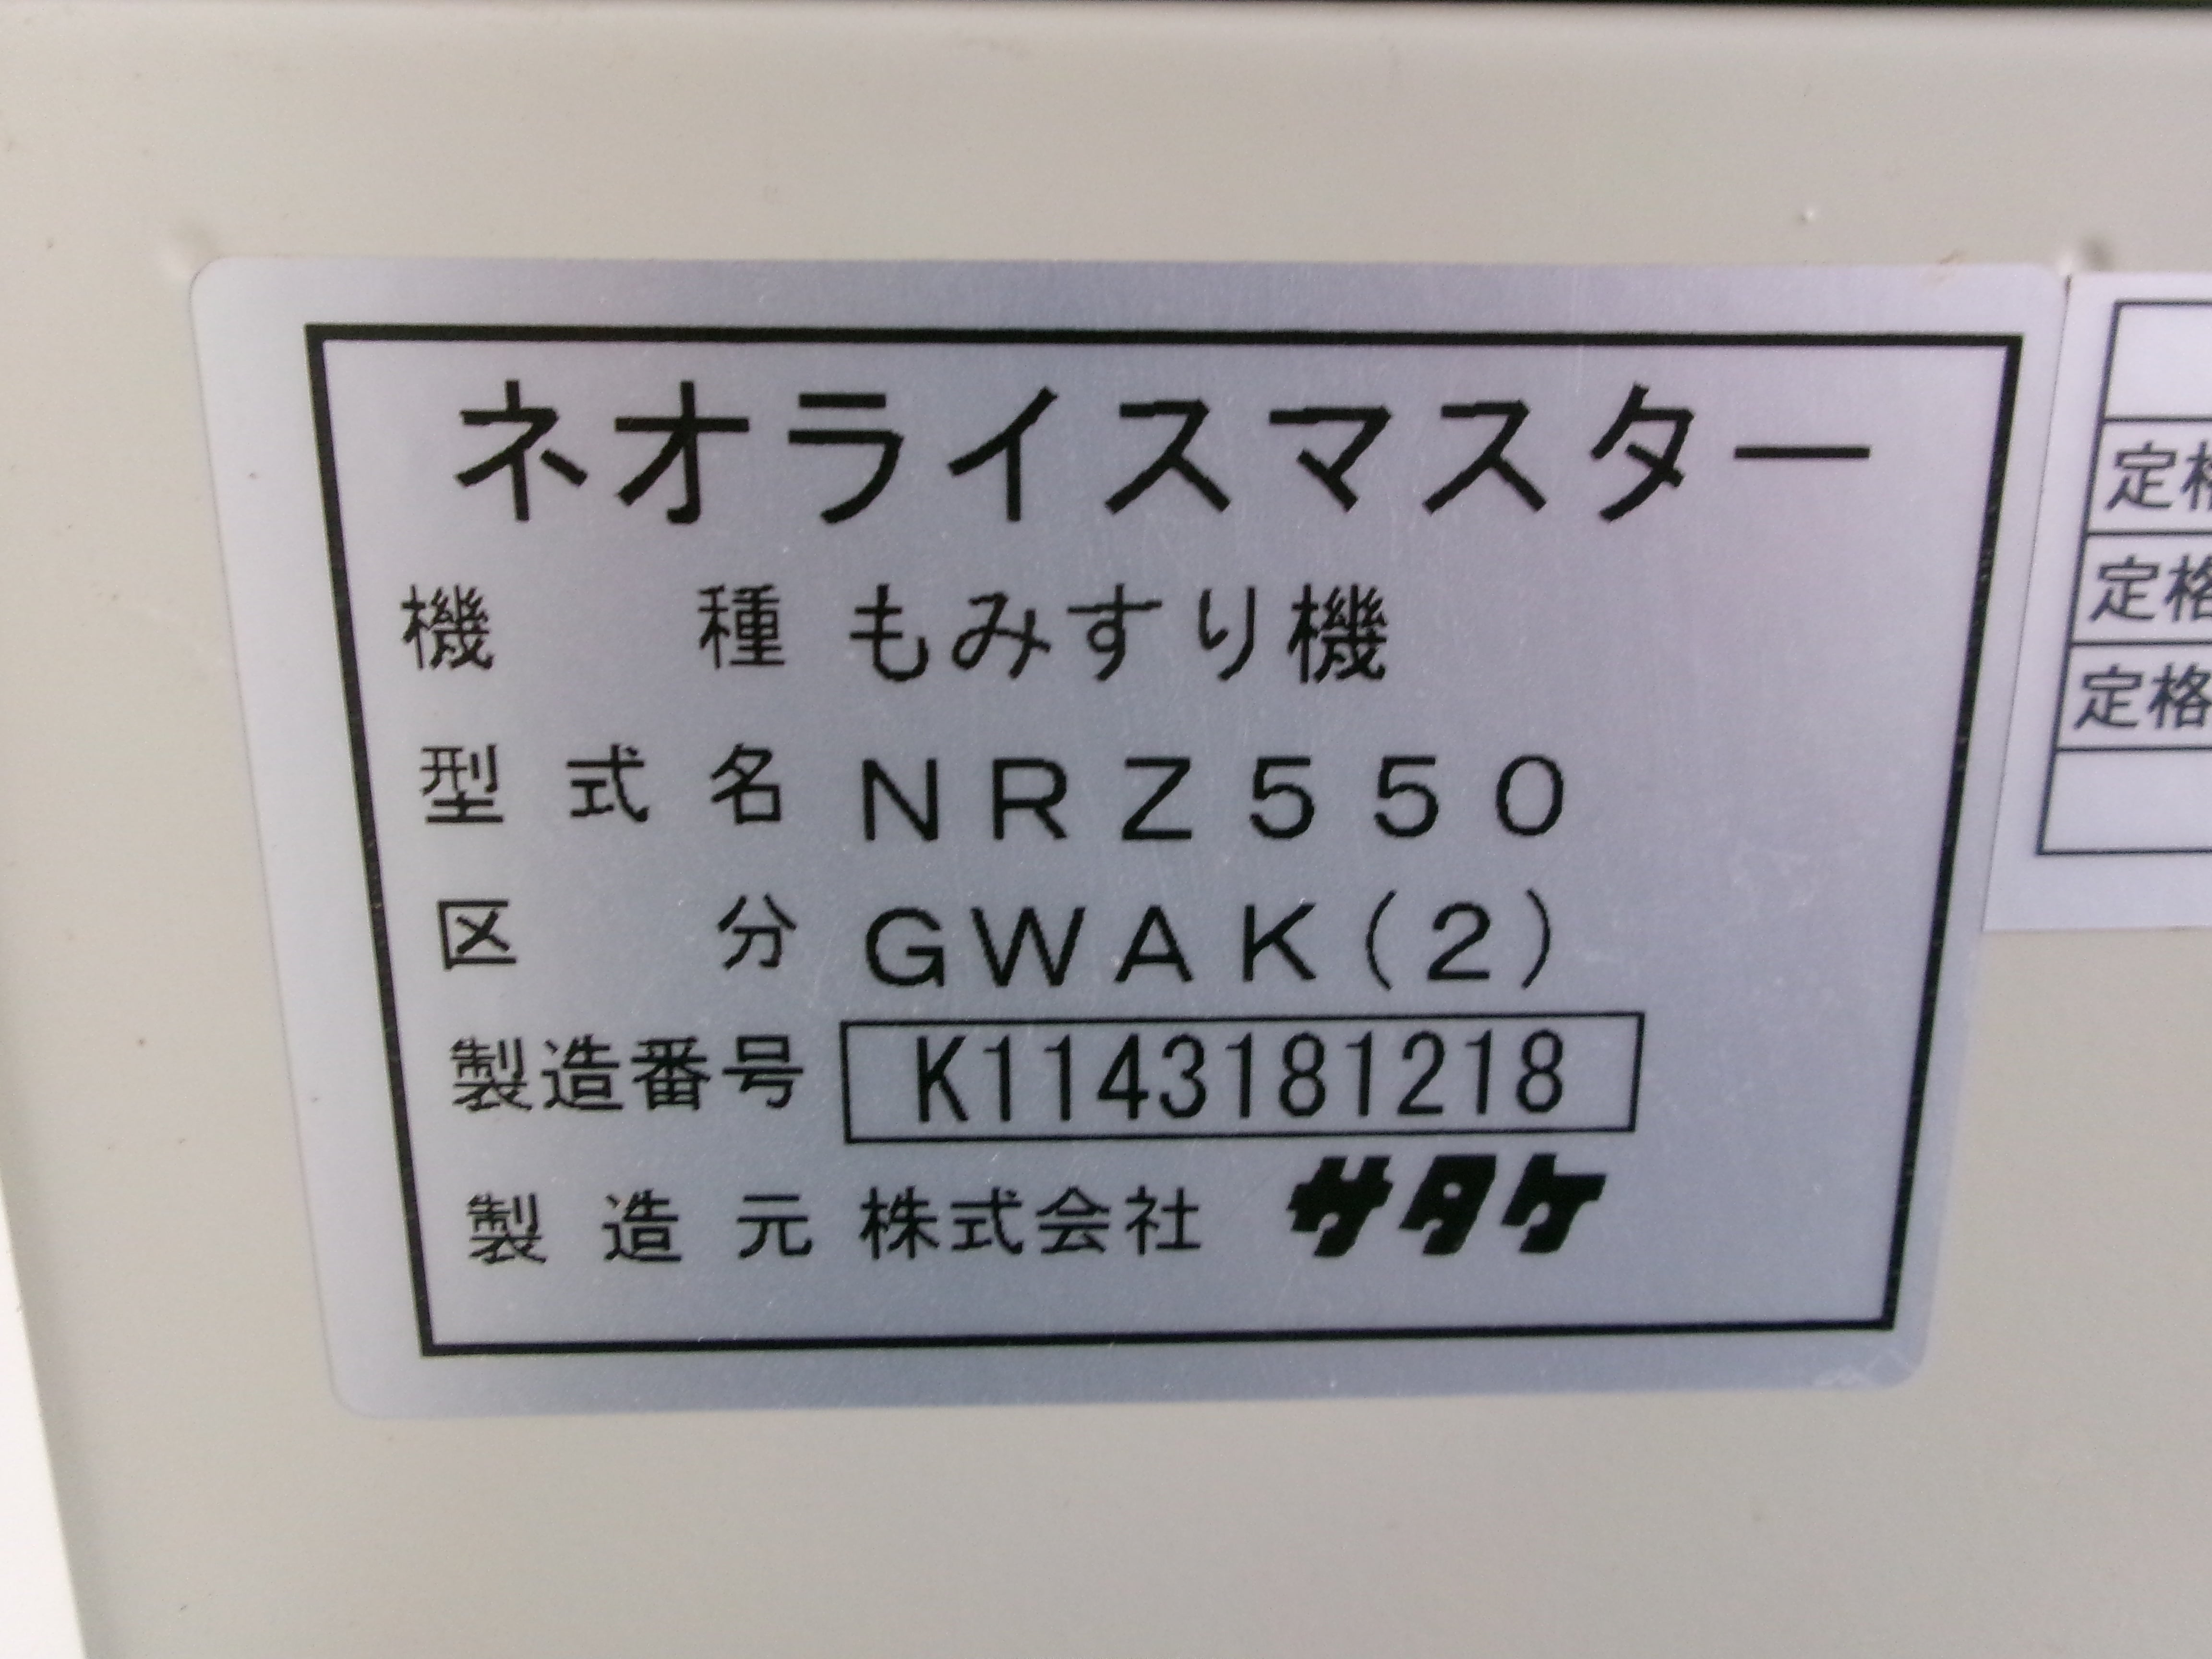 ネオライスマスター
機種 もみすり機
型式名 NRZ550
区分 GWAK(2)
製造番号 K1143181218
製造元 株式会社 サタケ
定格
定格
定格